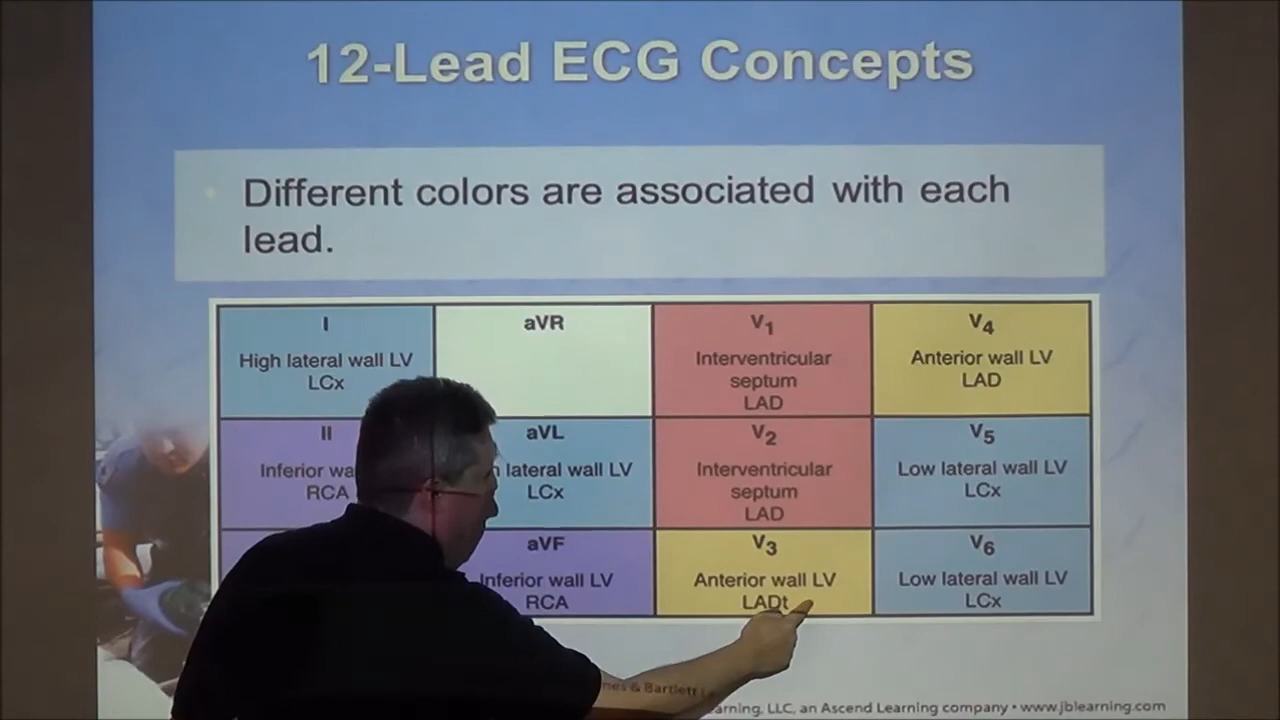 12-Lead ECG Concepts
Different colors are associated with each
lead.
I
High lateral wall LV
LCx
aVR
V1
Interventricular
septum
LAD
V4
Anterior wall LV
LAD
II
Inferior
RCA
aVL
lateral wall LV
LCx
V2
Interventricular
septum
LAD
V5
Low lateral wall LV
LCx
aVF
Inferior wall LV
RCA
V3
Anterior wall LV
LADt
V6
Low lateral wall LV
LCx
& Bartlett
LLC, an Ascend Learning company • www.jblearning.com